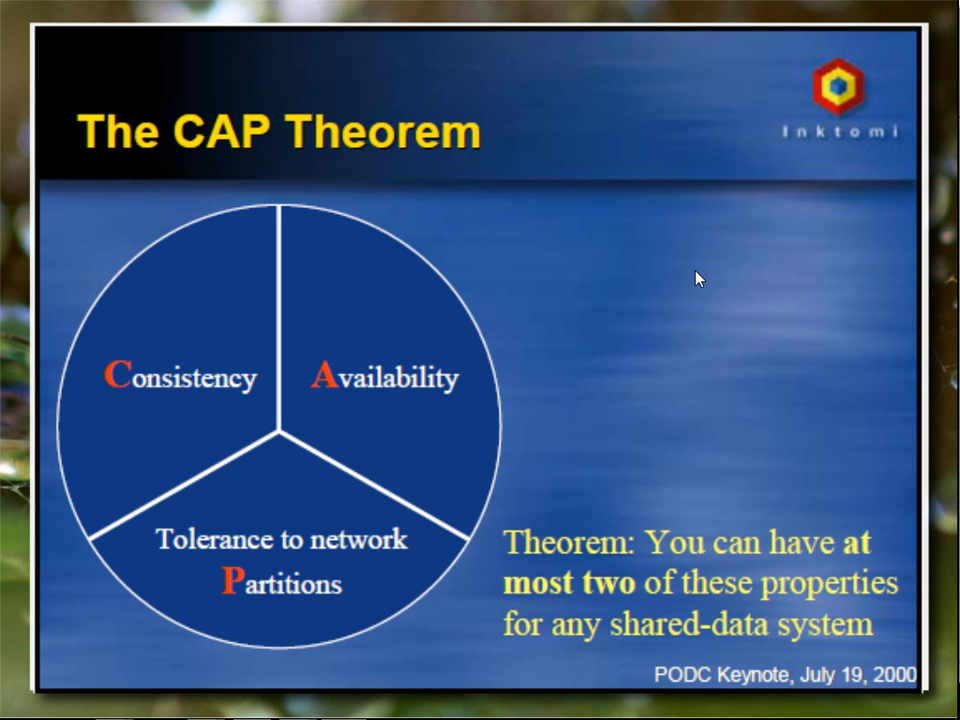 The CAP Theorem
Inktomi
Consistency
Availability
Tolerance to network
Partitions
Theorem: You can have at
most two of these properties
for any shared-data system
PODC Keynote, July 19, 2000